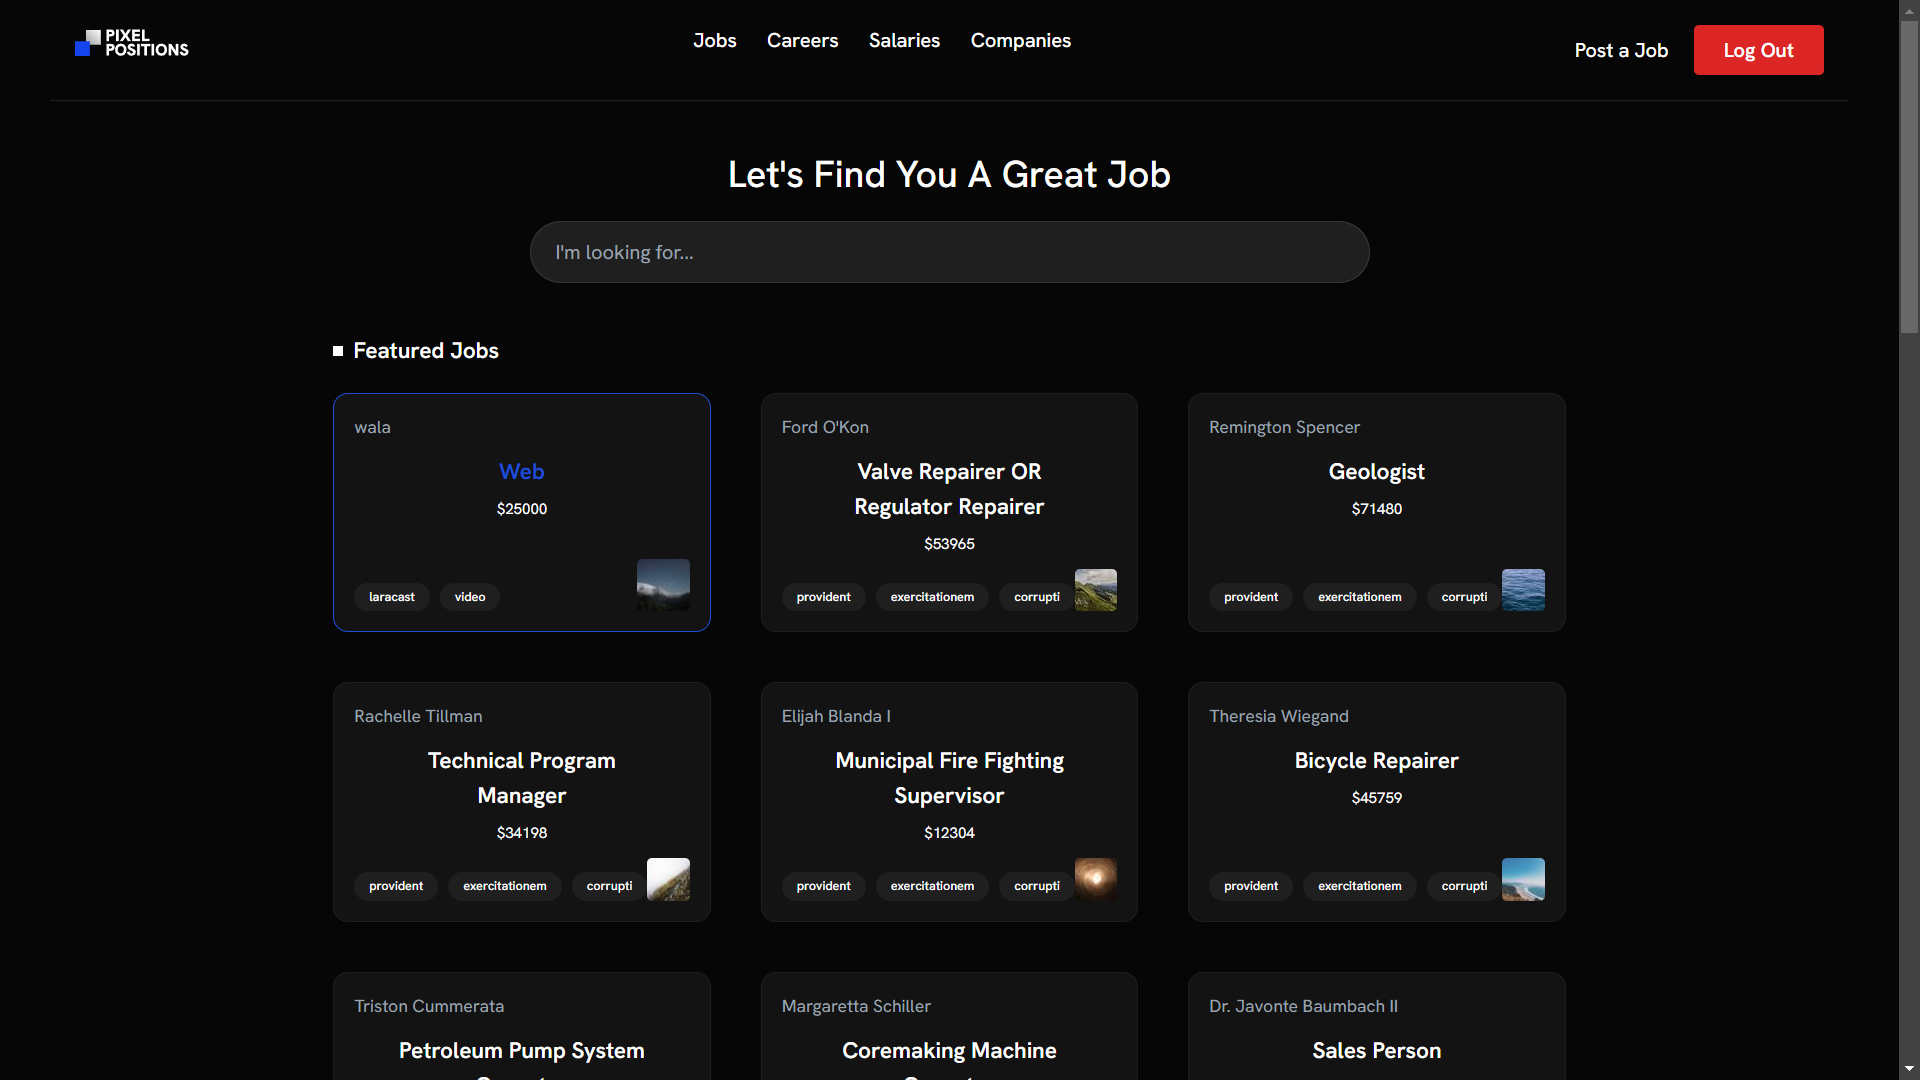 PIXEL
POSITIONS
Jobs Careers Salaries Companies
Post a Job Log Out
Let's Find You A Great Job
I'm looking for...
Featured Jobs
wala
Web
$25000
laracast video
Ford O'Kon
Valve Repairer OR
Regulator Repairer
$53965
provident exercitationem corrupti
Remington Spencer
Geologist
$71480
provident exercitationem corrupti
Rachelle Tillman
Technical Program
Manager
$34198
provident exercitationem corrupti
Elijah Blanda I
Municipal Fire Fighting
Supervisor
$12304
provident exercitationem corrupti
Theresia Wiegand
Bicycle Repairer
$45759
provident exercitationem corrupti
Triston Cummerata
Petroleum Pump System
Margaretta Schiller
Coremaking Machine
Dr. Javonte Baumbach II
Sales Person